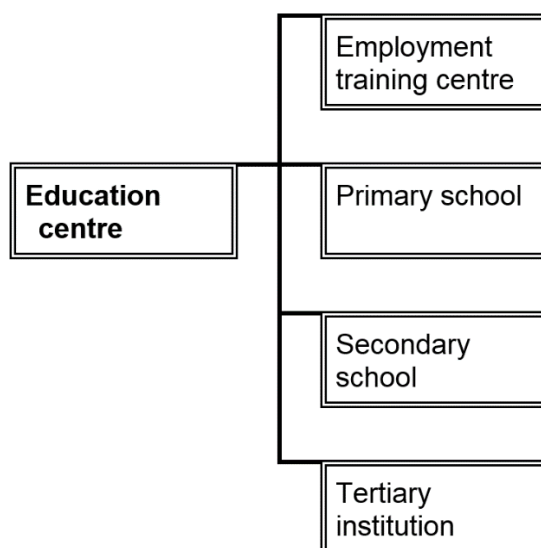 Employment
training centre
Education
centre
Primary school
Secondary
school
Tertiary
institution